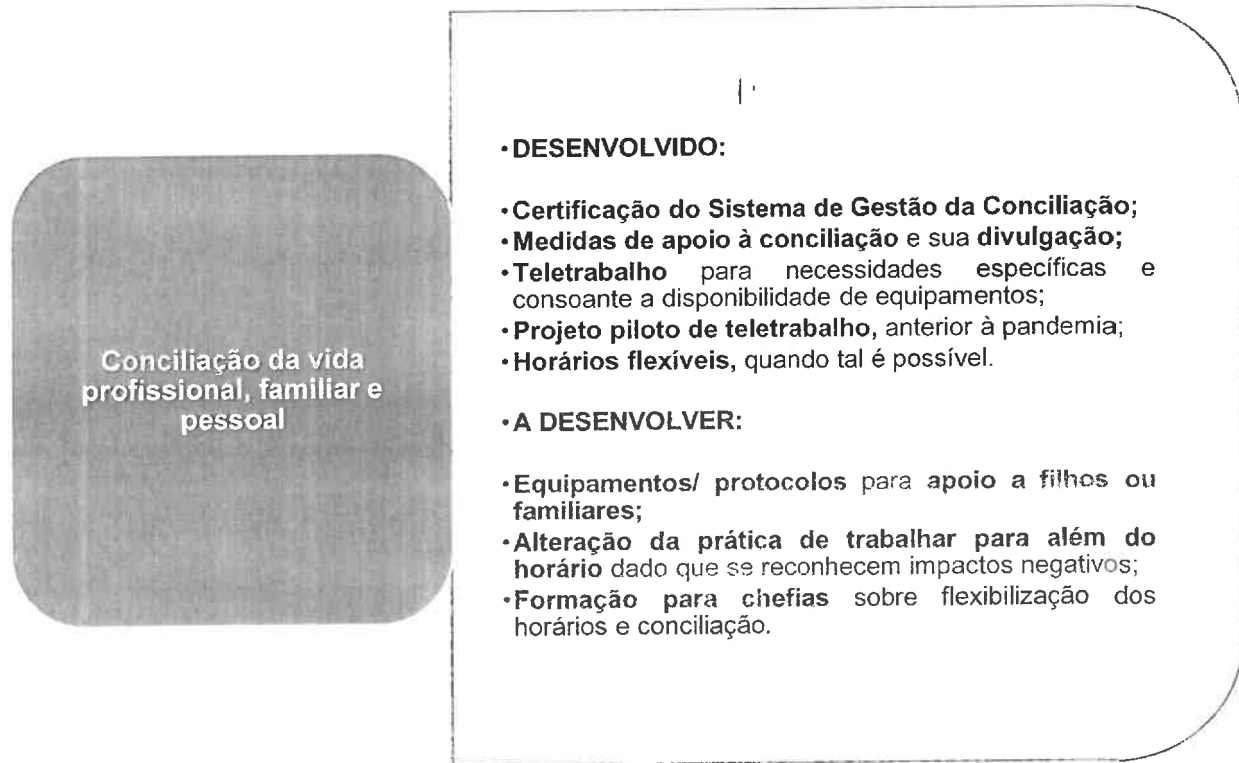 Conciliação da vida
profissional, familiar e
pessoal
•DESENVOLVIDO:
•Certificação do Sistema de Gestão da Conciliação;
•Medidas de apoio à conciliação e sua divulgação;
•Teletrabalho para necessidades específicas e
consoante a disponibilidade de equipamentos;
•Projeto piloto de teletrabalho, anterior à pandemia;
•Horários flexíveis, quando tal é possível.
•A DESENVOLVER:
•Equipamentos/ protocolos para apoio a filhos ou
familiares;
•Alteração da prática de trabalhar para além do
horário dado que se reconhecem impactos negativos;
•Formação para chefias sobre flexibilização dos
horários e conciliação.